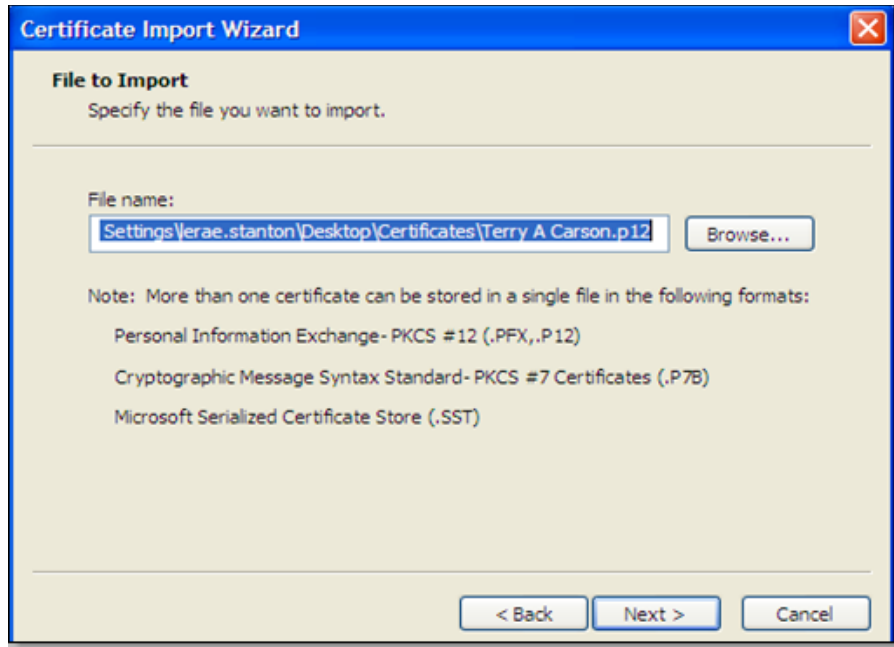 Certificate Import Wizard
File to Import
Specify the file you want to import.
File name:
Settings\lerae.stanton\Desktop\Certificates\Terry A Carson.p12
Browse...
Note: More than one certificate can be stored in a single file in the following formats:
Personal Information Exchange- PKCS #12 (.PFX,.P12)
Cryptographic Message Syntax Standard- PKCS #7 Certificates (.P7B)
Microsoft Serialized Certificate Store (.SST)
< Back
Next >
Cancel